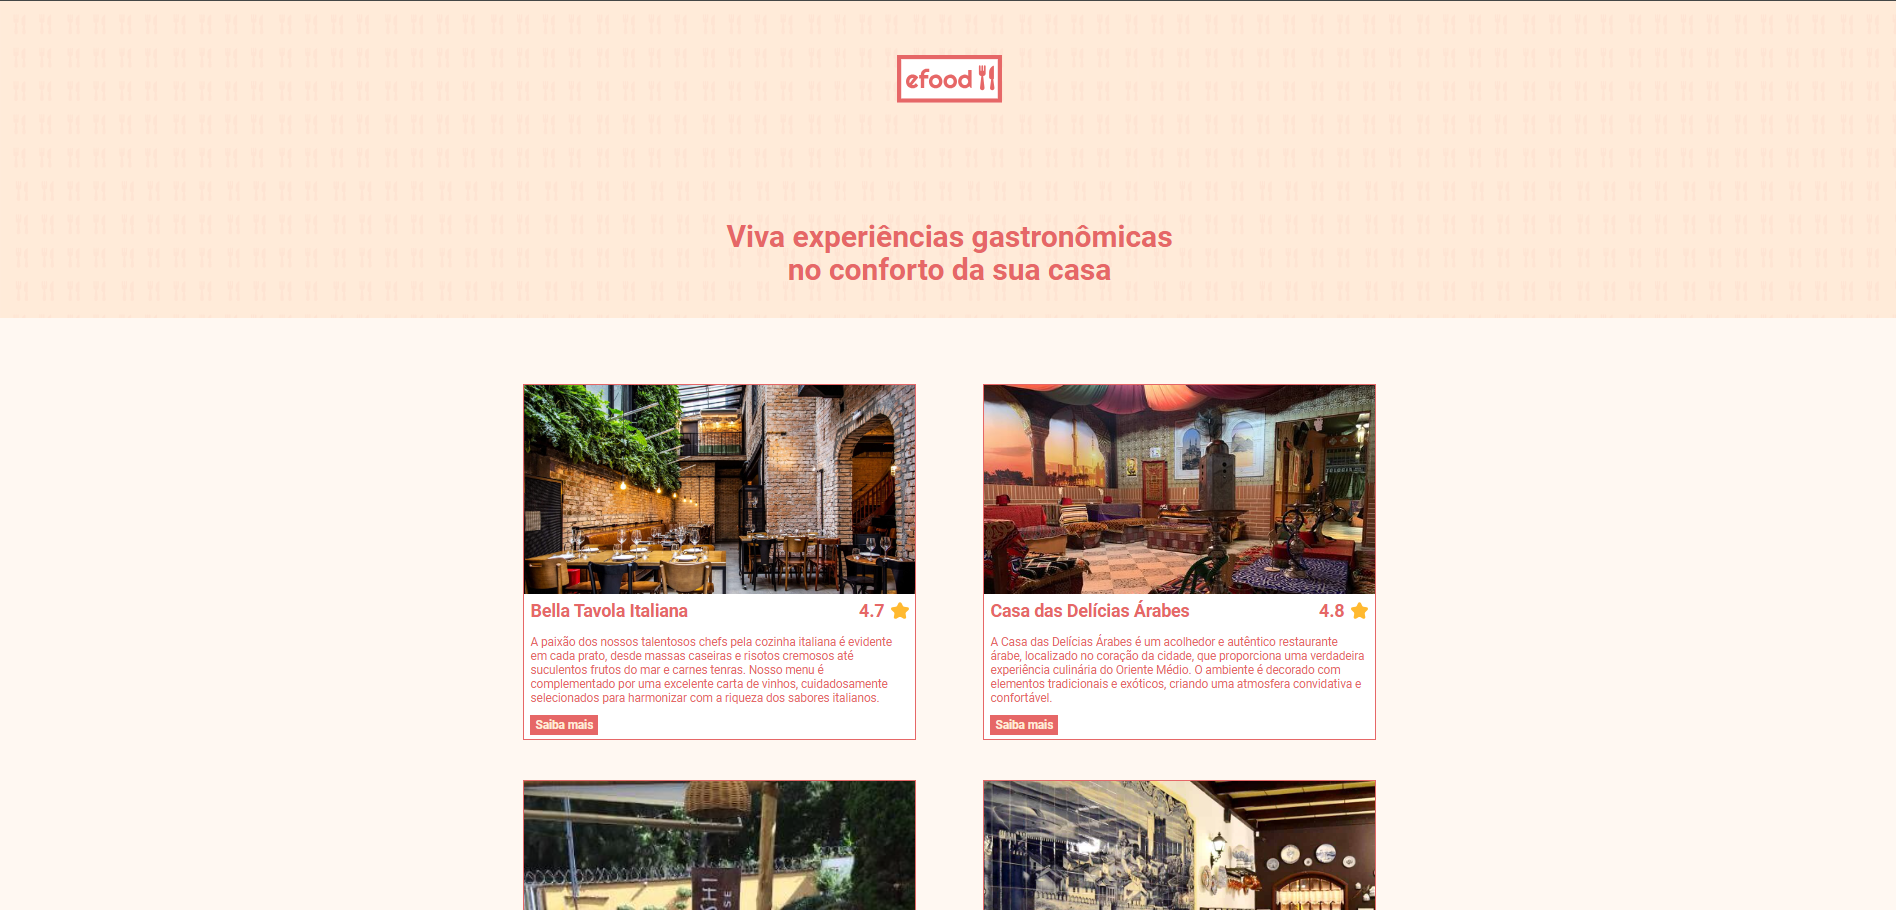 efood
Viva experiências gastronômicas
no conforto da sua casa
Bella Tavola Italiana
4.7
A paixão dos nossos talentosos chefs pela cozinha italiana é evidente
em cada prato, desde massas caseiras e risotos cremosos até
suculentos frutos do mar e carnes tenras. Nosso menu é
complementado por uma excelente carta de vinhos, cuidadosamente
selecionados para harmonizar com a riqueza dos sabores italianos.
Saiba mais
Casa das Delícias Árabes
4.8
A Casa das Delícias Árabes é um acolhedor e autêntico restaurante
árabe, localizado no coração da cidade, que proporciona uma verdadeira
experiência culinária do Oriente Médio. O ambiente é decorado com
elementos tradicionais e exóticos, criando uma atmosfera convidativa e
confortável.
Saiba mais